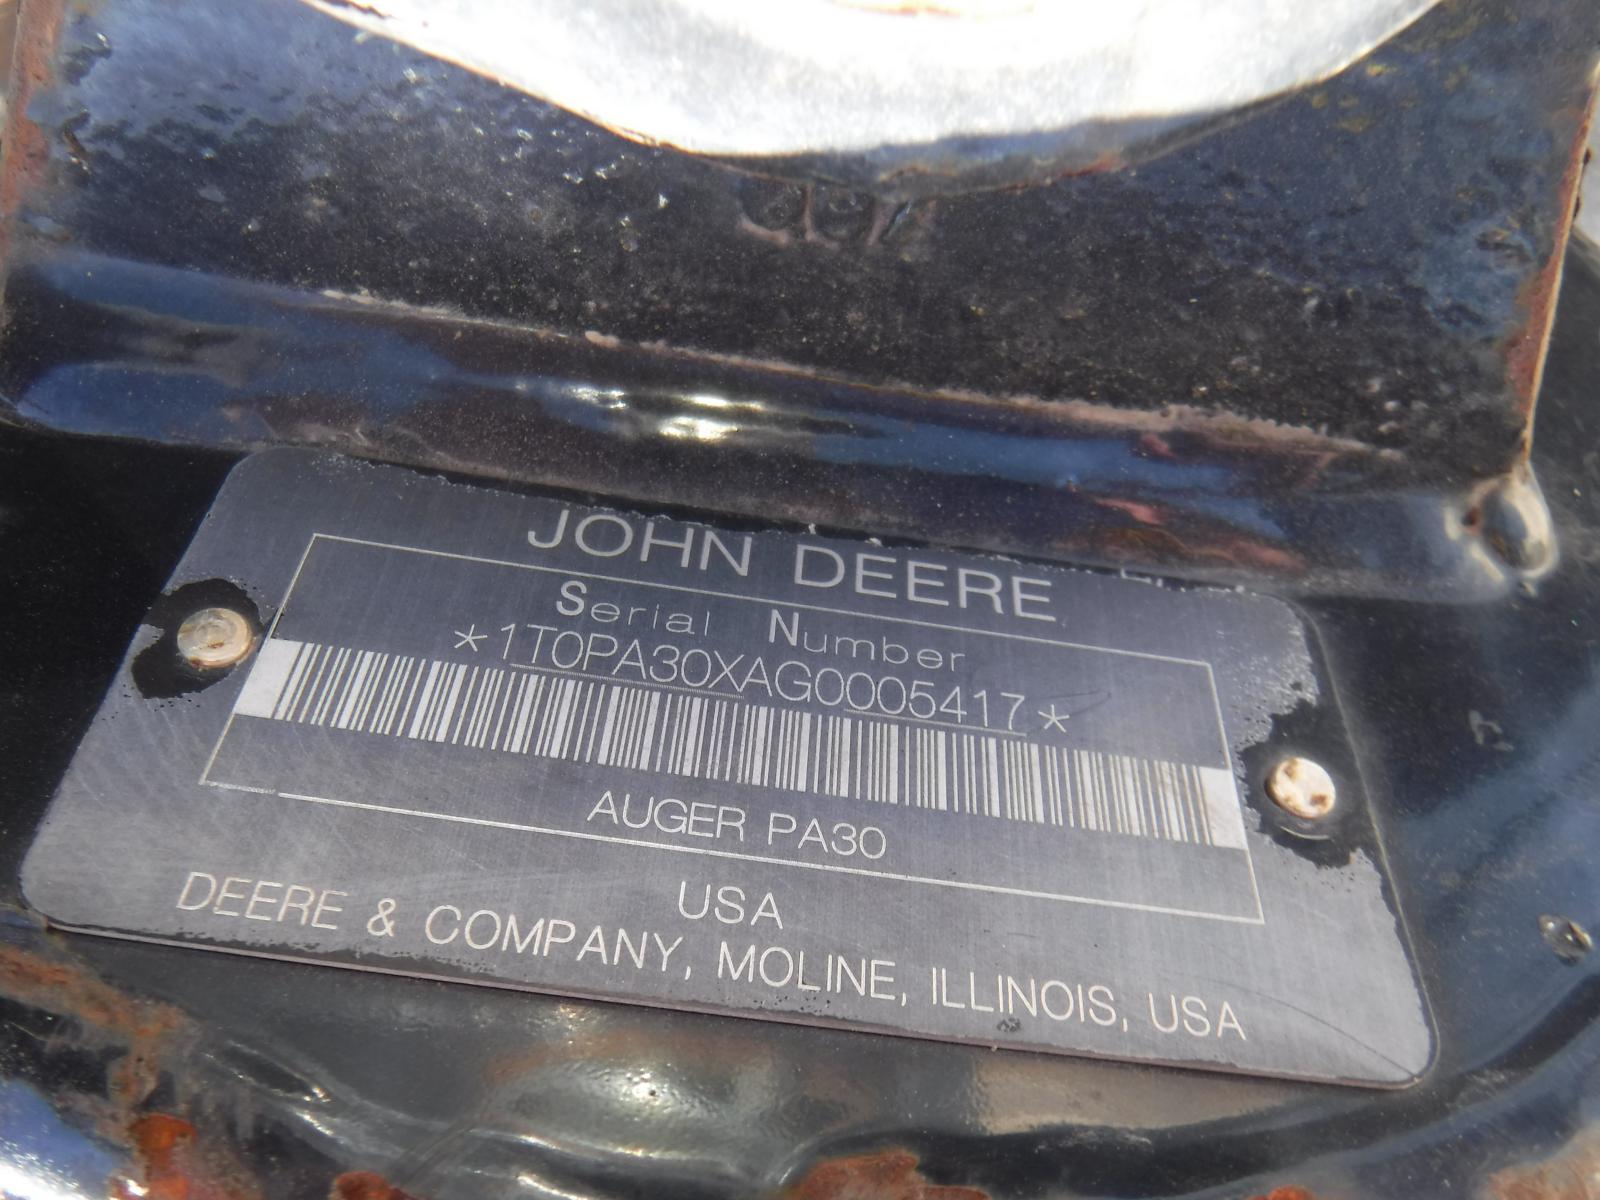 JOHN DEERE
Serial Number
*1T0PA30XAG0005417*
AUGER PA30
USA
DEERE & COMPANY, MOLINE, ILLINOIS, USA